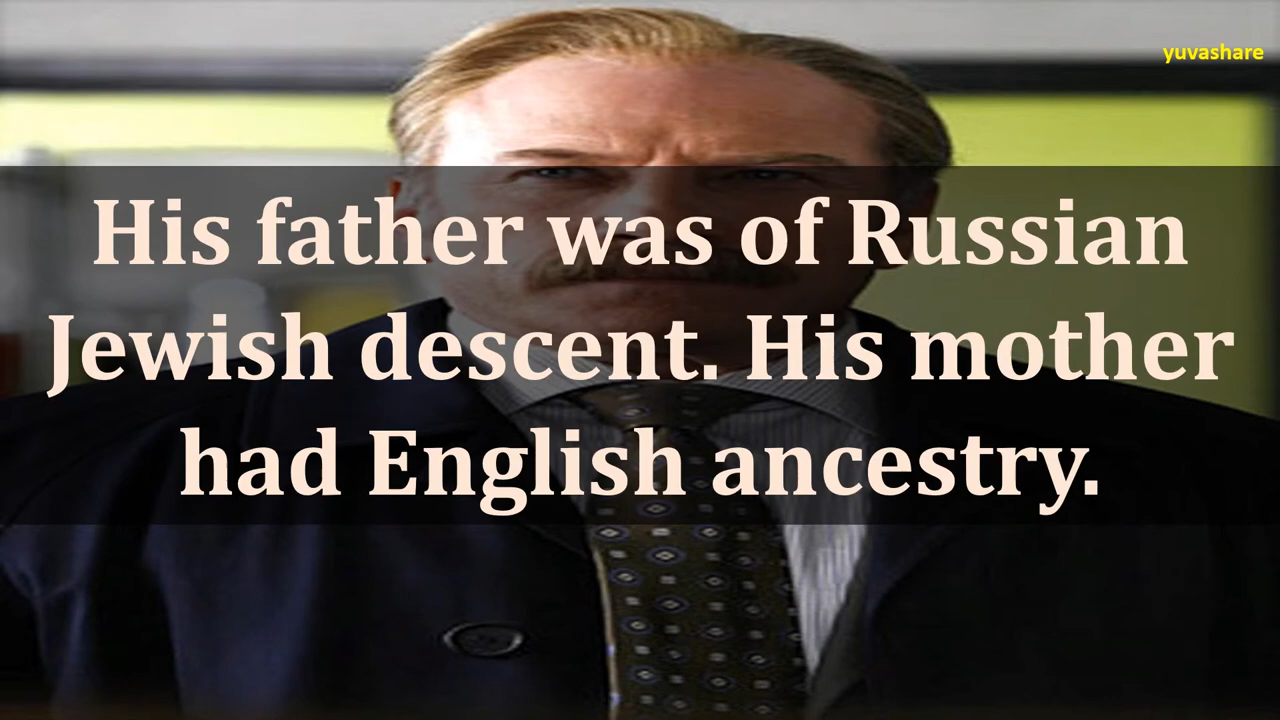 yuvashare
His father was of Russian
Jewish descent. His mother
had English ancestry.